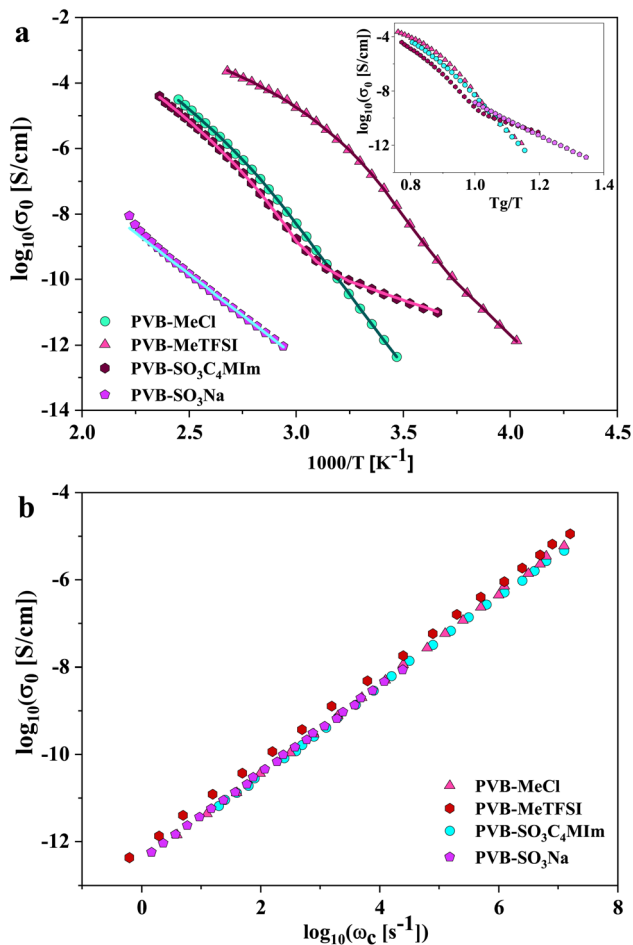 a
-2
-4
-6
-8
-10
-12
-14
log₁₀(σ₀ [S/cm])
2.0
2.5
3.0
3.5
4.0
4.5
1000/T [K⁻¹]
PVB-MeCl
PVB-MeTFSI
PVB-SO₃C₄MIm
PVB-SO₃Na
-4
-8
-12
log₁₀(σ₀ [S/cm])
0.8
1.0
1.2
1.4
Tg/T
b
-4
-6
-8
-10
-12
log₁₀(σ₀ [S/cm])
PVB-MeCl
PVB-MeTFSI
PVB-SO₃C₄MIm
PVB-SO₃Na
0
2
4
6
8
log₁₀(ω_c [s⁻¹])